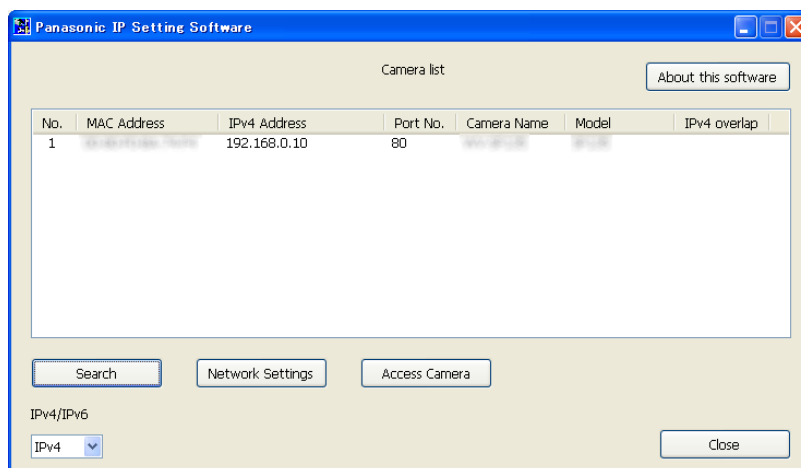 Panasonic IP Setting Software
Camera list
About this software
No. MAC Address IPv4 Address Port No. Camera Name Model IPv4 overlap
1 192.168.0.10 80
Search Network Settings Access Camera
IPv4/IPv6
IPv4
Close